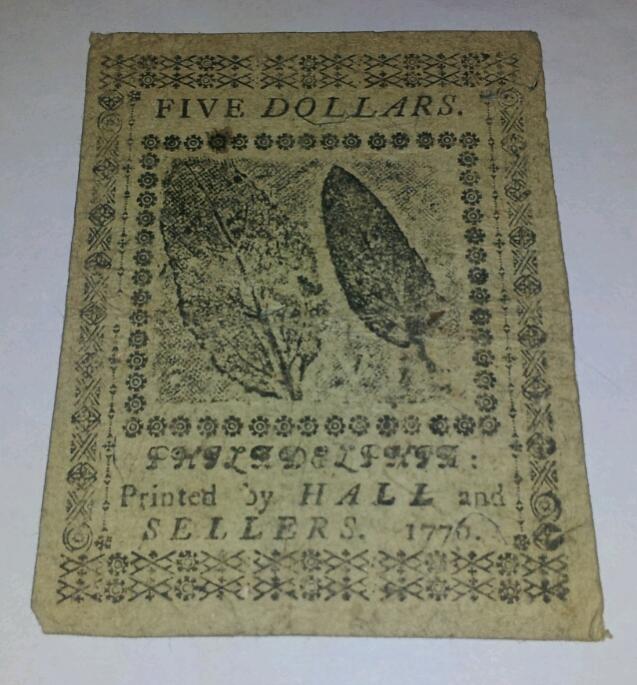 FIVE DOLLARS.
PHILADELPHIA:
Printed by HALL and
SELLERS. 1776.